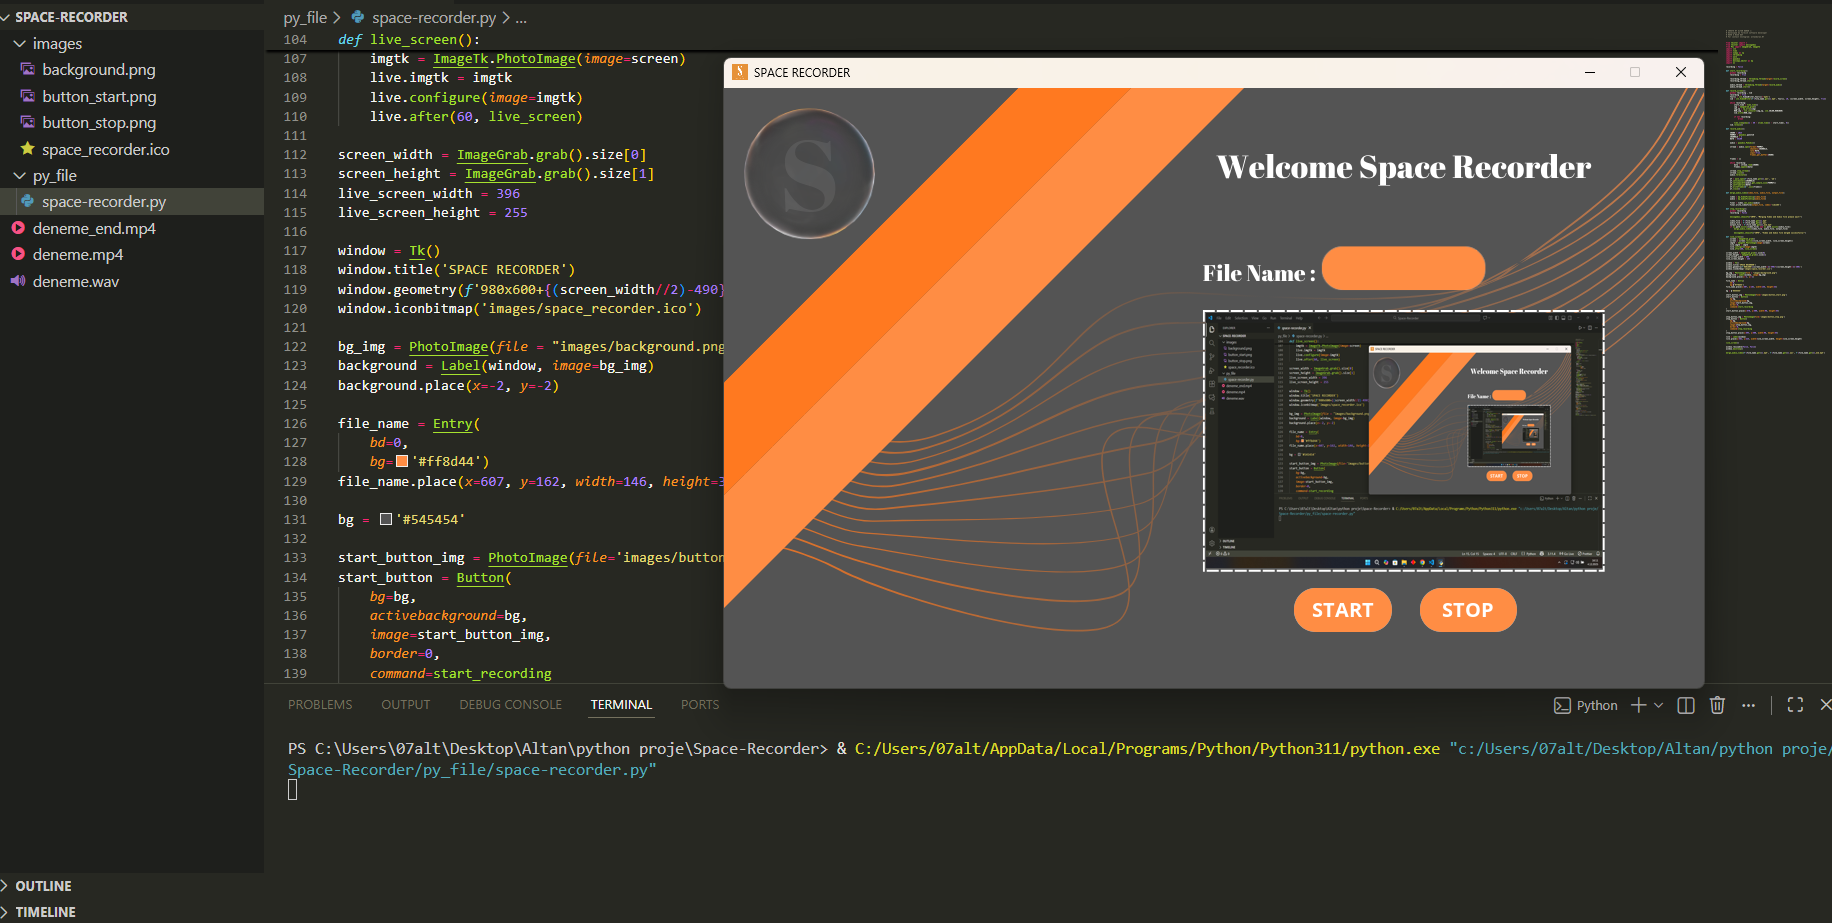 SPACE-RECORDER
images
background.png
button_start.png
button_stop.png
space_recorder.ico
py_file
space-recorder.py
deneme_end.mp4
deneme.mp4
deneme.wav
OUTLINE
TIMELINE
py_file > space-recorder.py > ...
104 def live_screen():
107 imgtk = ImageTk.PhotoImage(image=screen)
108 live.imgtk = imgtk
109 live.configure(image=imgtk)
110 live.after(60, live_screen)
111
112 screen_width = ImageGrab.grab().size[0]
113 screen_height = ImageGrab.grab().size[1]
114 live_screen_width = 396
115 live_screen_height = 255
116
117 window = Tk()
118 window.title('SPACE RECORDER')
119 window.geometry(f'980x600+{(screen_width//2)-490}
120 window.iconbitmap('images/space_recorder.ico')
121
122 bg_img = PhotoImage(file = "images/background.png
123 background = Label(window, image=bg_img)
124 background.place(x=-2, y=-2)
125
126 file_name = Entry(
127 bd=0,
128 bg='#ff8d44')
129 file_name.place(x=607, y=162, width=146, height=3
130
131 bg = '#545454'
132
133 start_button_img = PhotoImage(file='images/button
134 start_button = Button(
135 bg=bg,
136 activebackground=bg,
137 image=start_button_img,
138 border=0,
139 command=start_recording
S SPACE RECORDER
S
Welcome Space Recorder
File Name :
Welcome Space Recorder
File Name :
START STOP
START STOP
PROBLEMS OUTPUT DEBUG CONSOLE TERMINAL PORTS
Python
PS C:\Users\07alt\Desktop\Altan\python proje\Space-Recorder> & C:/Users/07alt/AppData/Local/Programs/Python/Python311/python.exe "c:/Users/07alt/Desktop/Altan/python proje/
Space-Recorder/py_file/space-recorder.py"